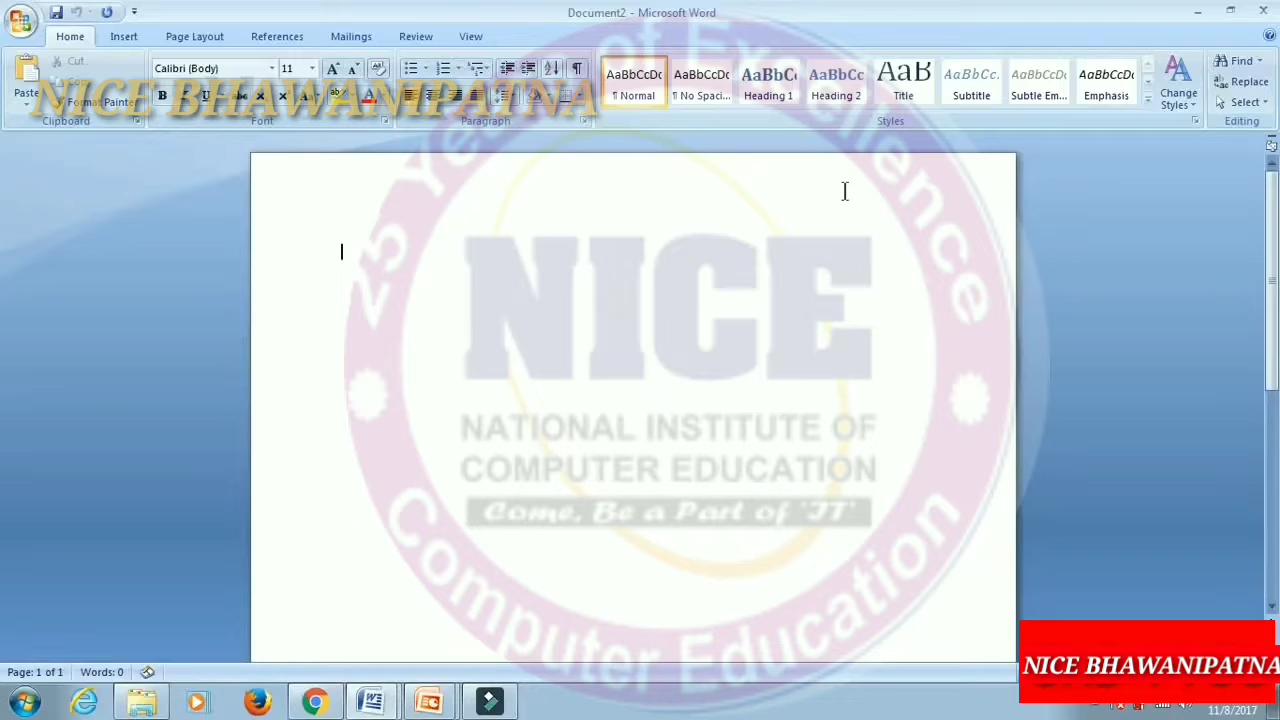 Document2 - Microsoft Word
Home Insert Page Layout References Mailings Review View
Cut
Calibri (Body) 11
AaBbCcDc AaBbCcDc AaBbC AaBbCc AaB AaBbCc. AaBbCcDc AaBbCcDc
Find
Paste
Replace
Format Painter
NICE BHAWANIPATNA
¶ Normal ¶ No Spaci... Heading 1 Heading 2 Title Subtitle Subtle Em... Emphasis
Change
Styles
Select
Clipboard Font Paragraph Styles Editing
25 Years of Excellence
NICE
NATIONAL INSTITUTE OF
COMPUTER EDUCATION
Come, Be a Part of 'IT'
Computer Education
NICE BHAWANIPATNA
Page: 1 of 1 Words: 0
11/8/2017